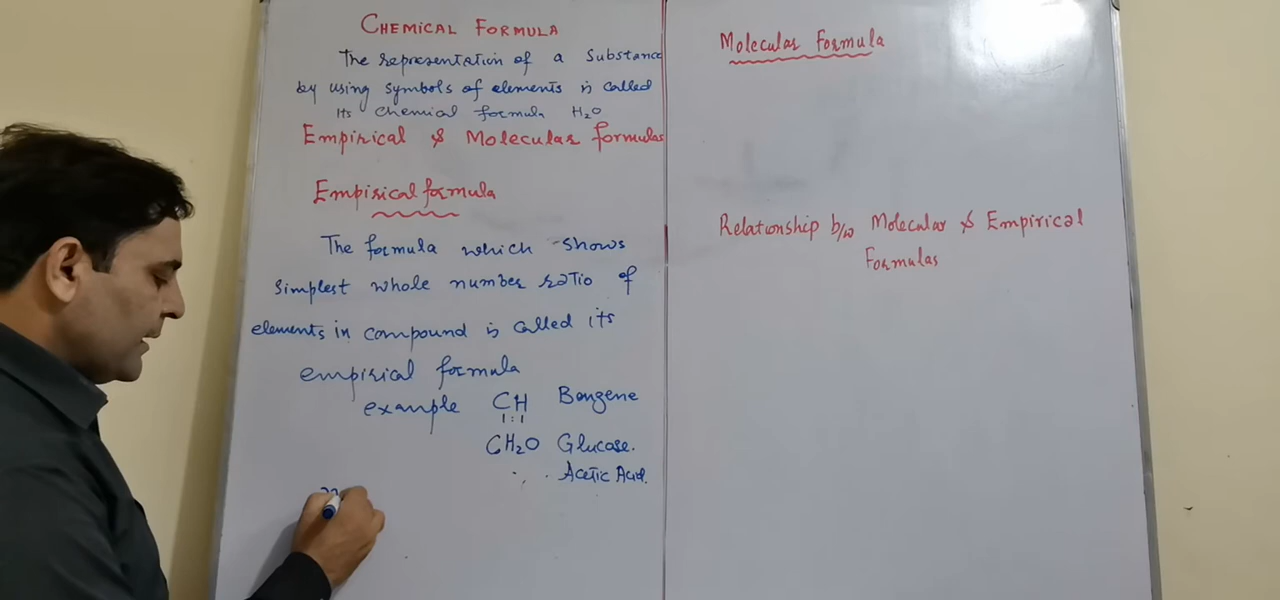 CHEMICAL FORMULA
The representation of a substance
by using symbols of elements is called
its chemical formula H₂O
Empirical & Molecular formulas
Empirical formula
The formula which shows
simplest whole number ratio of
elements in compound is called its
empirical formula
example CH Benzene
1:1
CH₂O Glucose.
Acetic Acid.
Molecular Formula
Relationship b/w Molecular & Empirical
Formulas